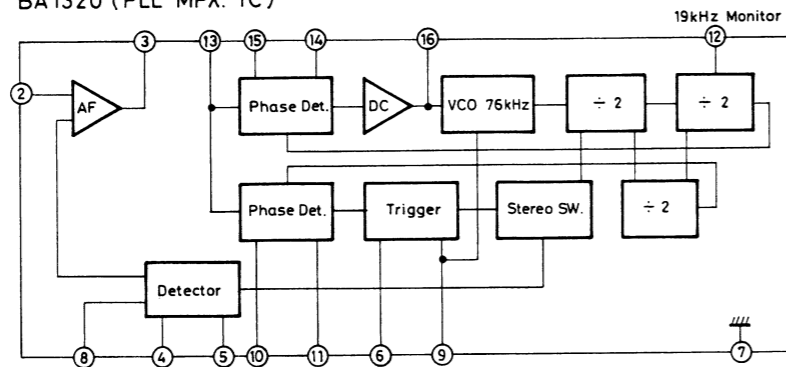 BA1320 (PLL MPX. IC)
19kHz Monitor
3 13 15 14 16 12
2
AF
Phase Det.
DC
VCO 76kHz
÷ 2
÷ 2
Phase Det.
Trigger
Stereo SW.
÷ 2
Detector
8 4 5 10 11 6 9 7